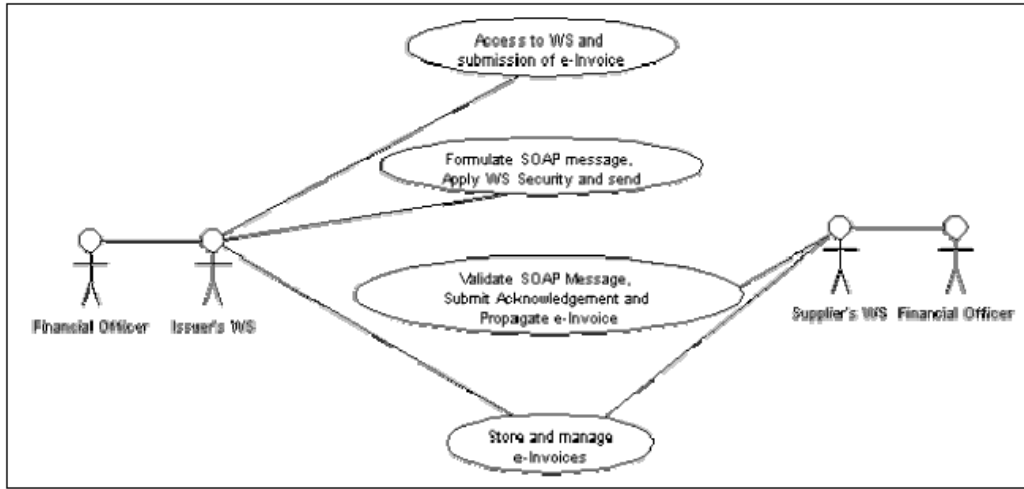 Access to WS and
submission of e-Invoice
Formulate SOAP message,
Apply WS Security and send
Validate SOAP Message,
Submit Acknowledgement and
Propagate e-Invoice
Financial Officer
Issuer's WS
Supplier's WS
Financial Officer
Store and manage
e-Invoices